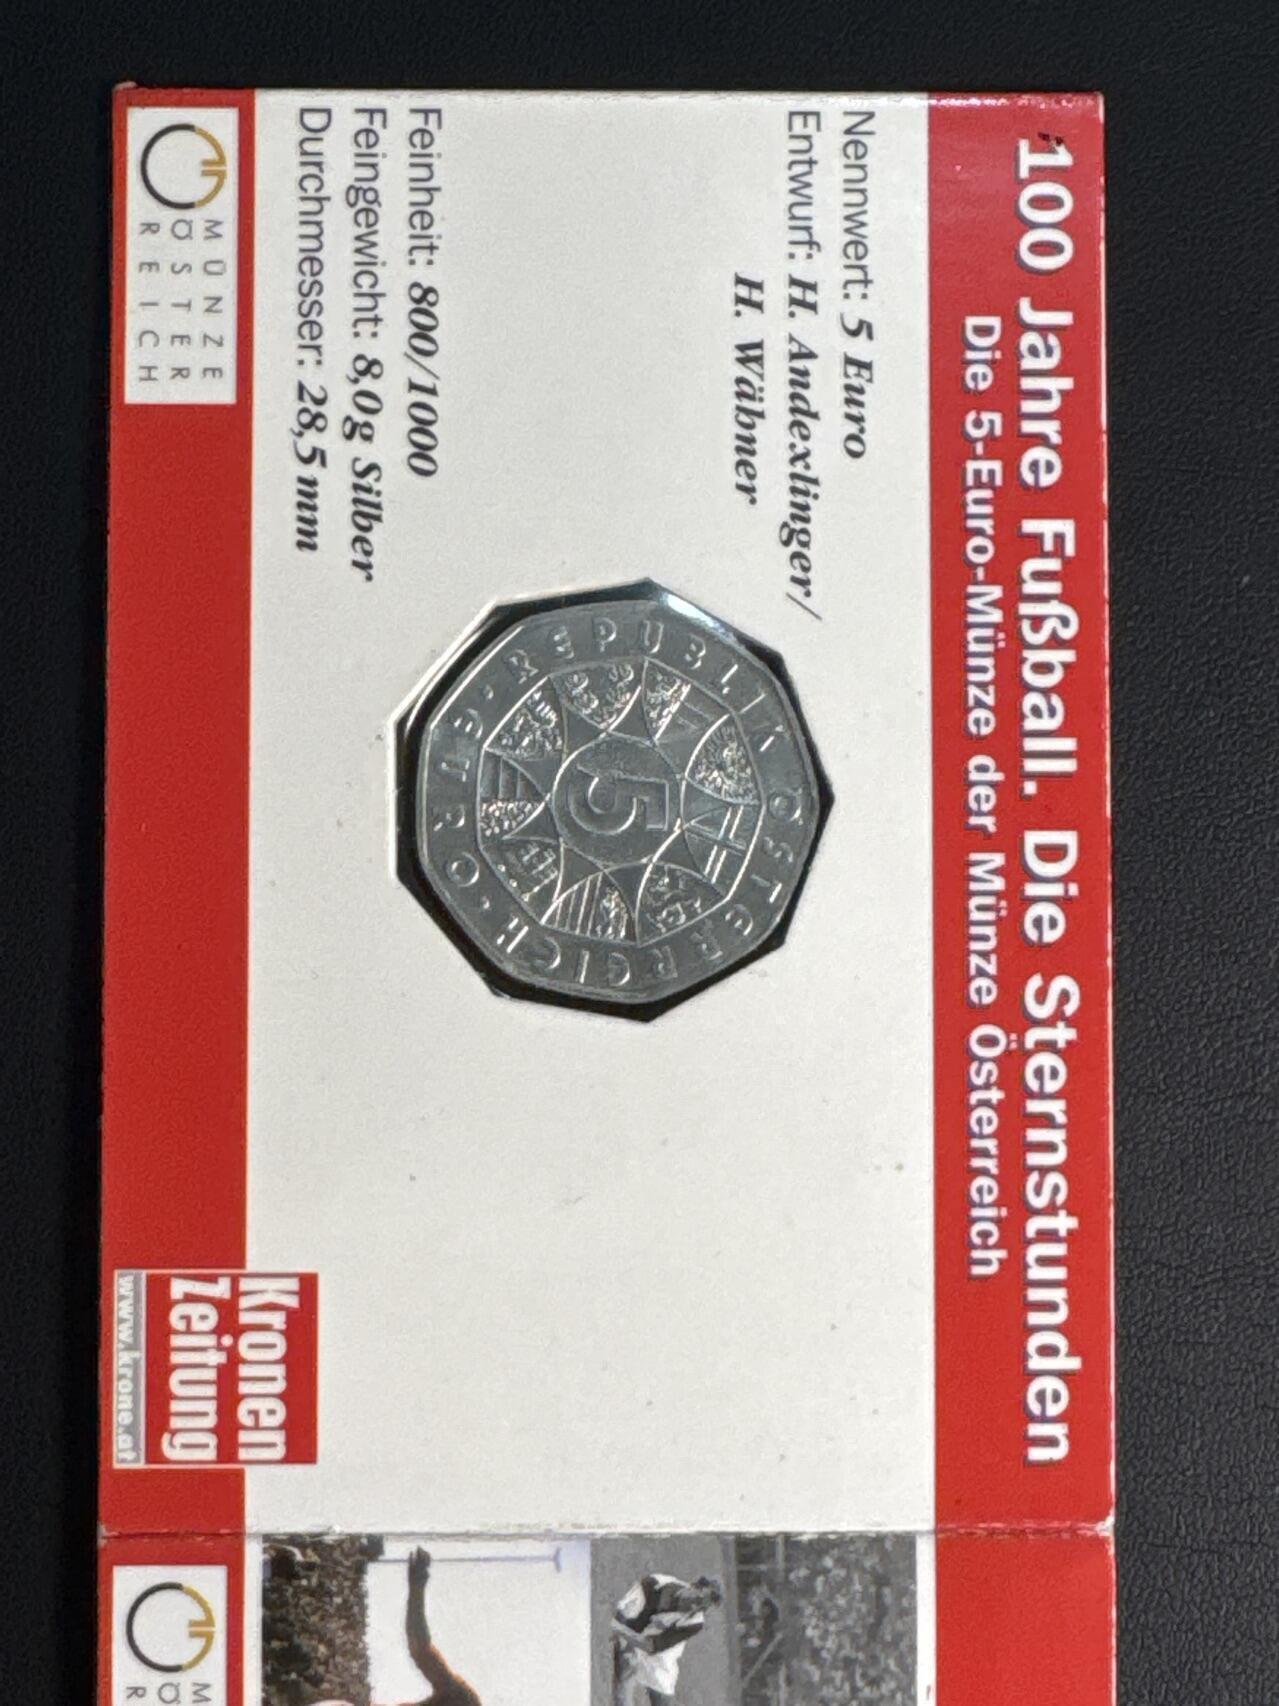 100 Jahre Fußball. Die Sternstunden
Die 5-Euro-Münze der Münze Österreich
Nennwert: 5 Euro
Entwurf: H. Andexlinger/
H. Wähner
Feinheit: 800/1000
Feingewicht: 8,0g Silber
Durchmesser: 28,5 mm
REPUBLIK ÖSTERREICH · 5 EURO ·
5
MÜNZE
ÖSTER
REICH
Kronen
Zeitung
www.krone.at
M
Ö
R